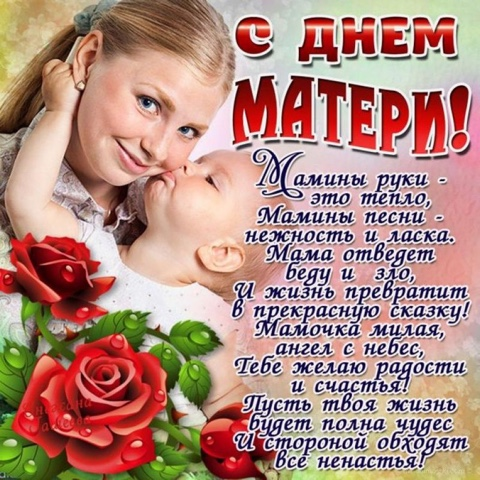 С ДНЕМ
МАТЕРИ!
Мамины руки -
это тепло,
Мамины песни -
нежность и ласка.
Мама отведет
беду и зло,
И жизнь превратит
в прекрасную сказку!
Мамочка милая,
ангел с небес,
Тебе желаю радости
и счастья!
Пусть твоя жизнь
будет полна чудес
И стороной обходят
все ненастья!